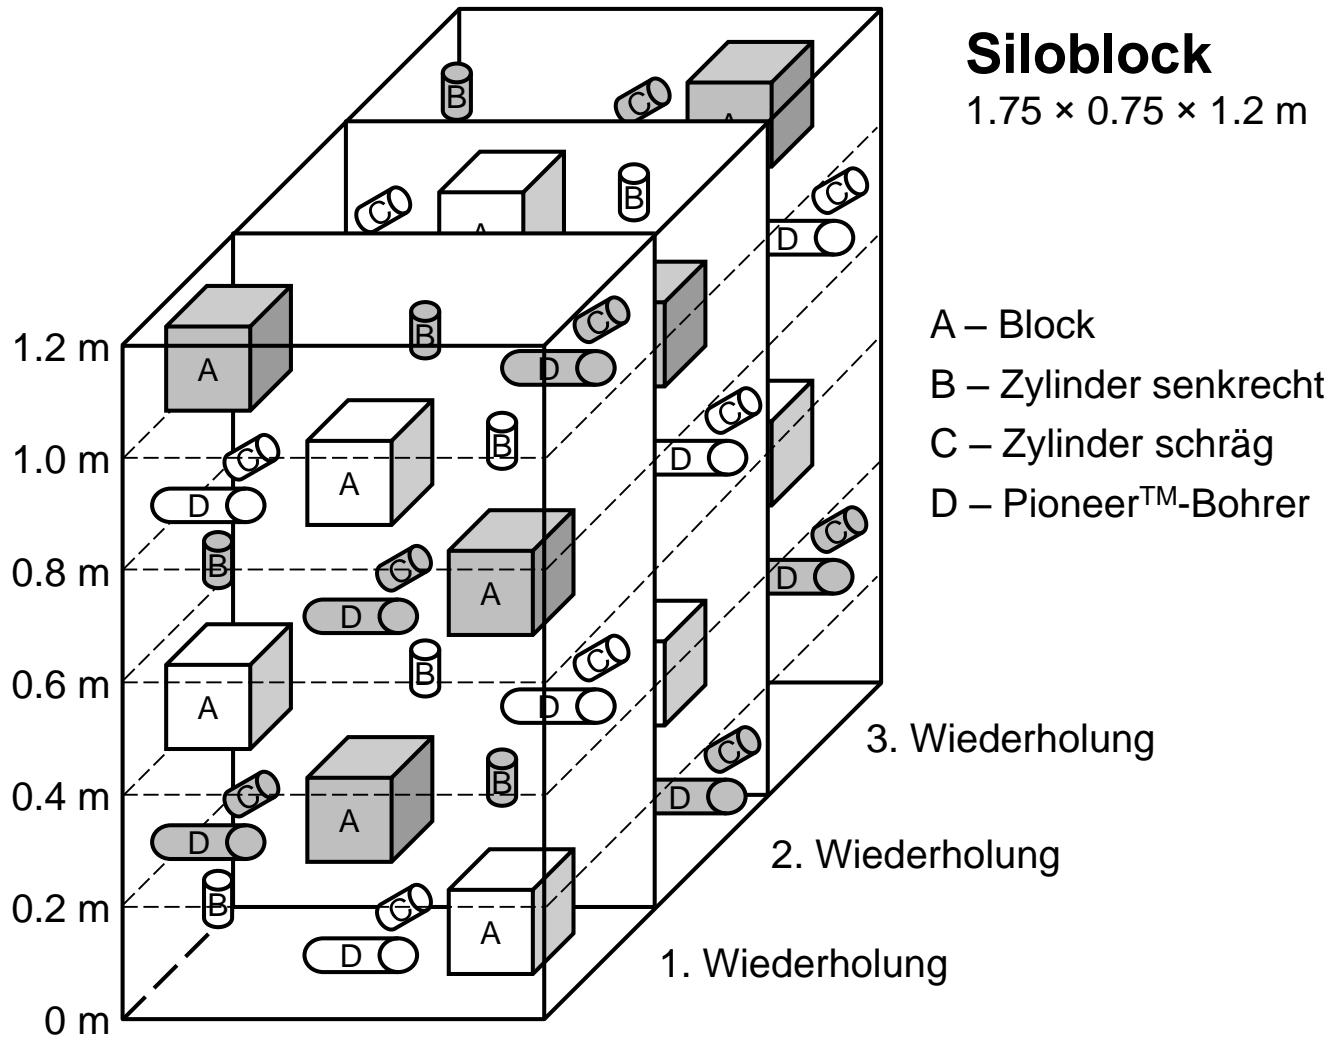 Siloblock
1.75 × 0.75 × 1.2 m
B
C
A
C
B
C
A
D
A – Block
B – Zylinder senkrecht
C – Zylinder schräg
D – Pioneer™-Bohrer
B
C
1.2 m
A
D
C
B
C
1.0 m
A
D
D
C
B
C
0.8 m
A
D
D
B
C
0.6 m
A
D
3. Wiederholung
C
B
C
0.4 m
A
D
D
2. Wiederholung
B
C
0.2 m
A
D
1. Wiederholung
0 m